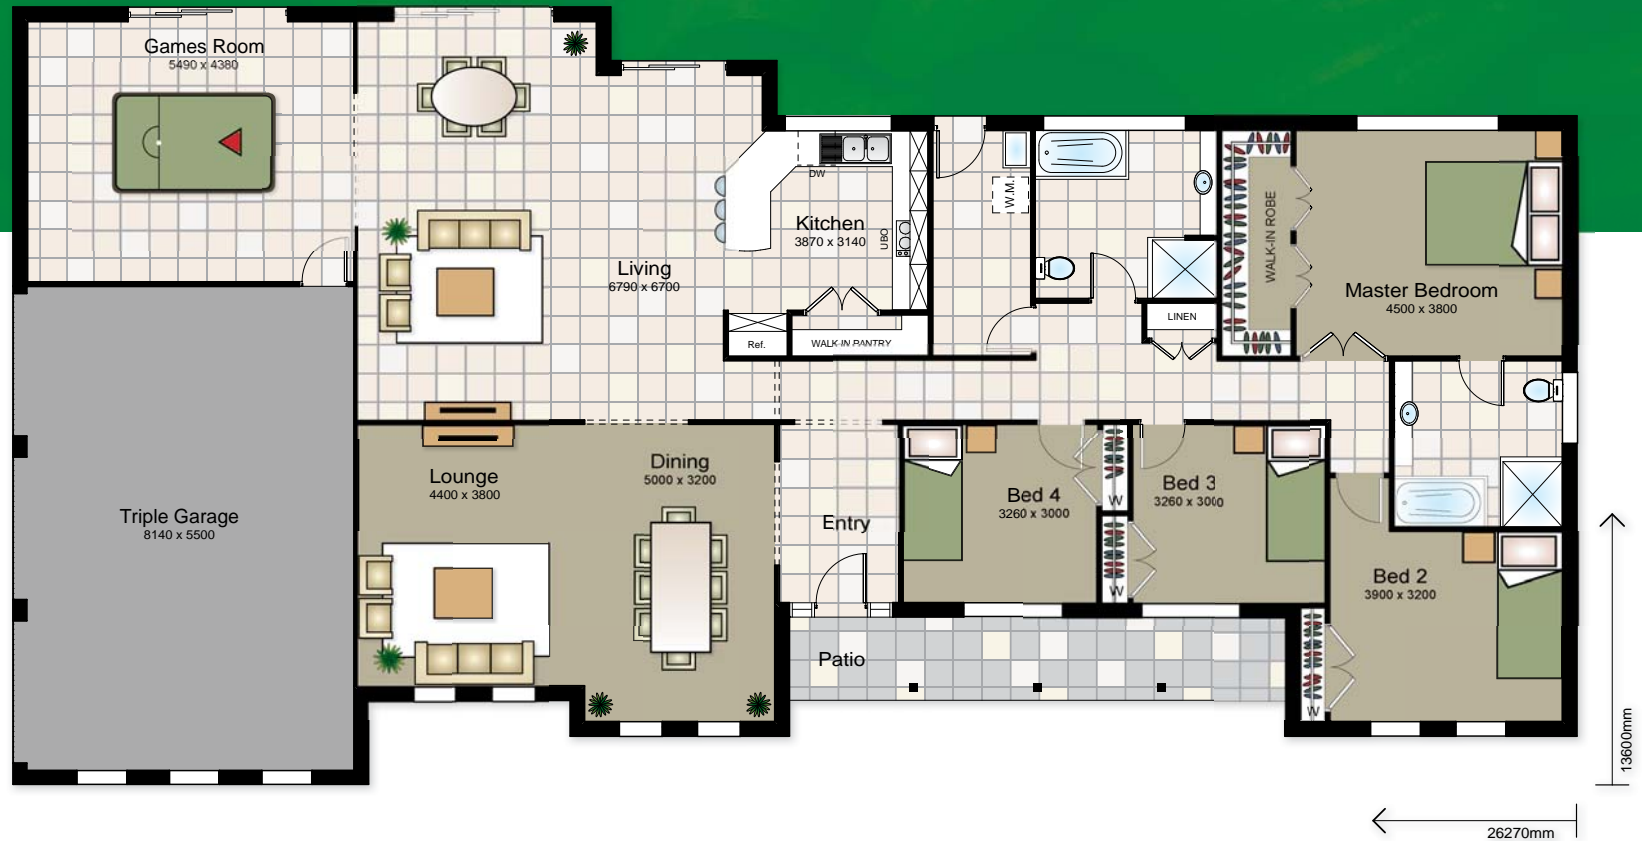 Games Room
5490 x 4380
DW
W.M.
Kitchen
3870 x 3140
UBO
WALK-IN ROBE
Living
6790 x 6700
Master Bedroom
4500 x 3800
LINEN
Ref.
WALK-IN PANTRY
Lounge
4400 x 3800
Dining
5000 x 3200
Entry
Bed 4
3260 x 3000
W
Bed 3
3260 x 3000
W
Triple Garage
8140 x 5500
Bed 2
3900 x 3200
W
Patio
13600mm
26270mm